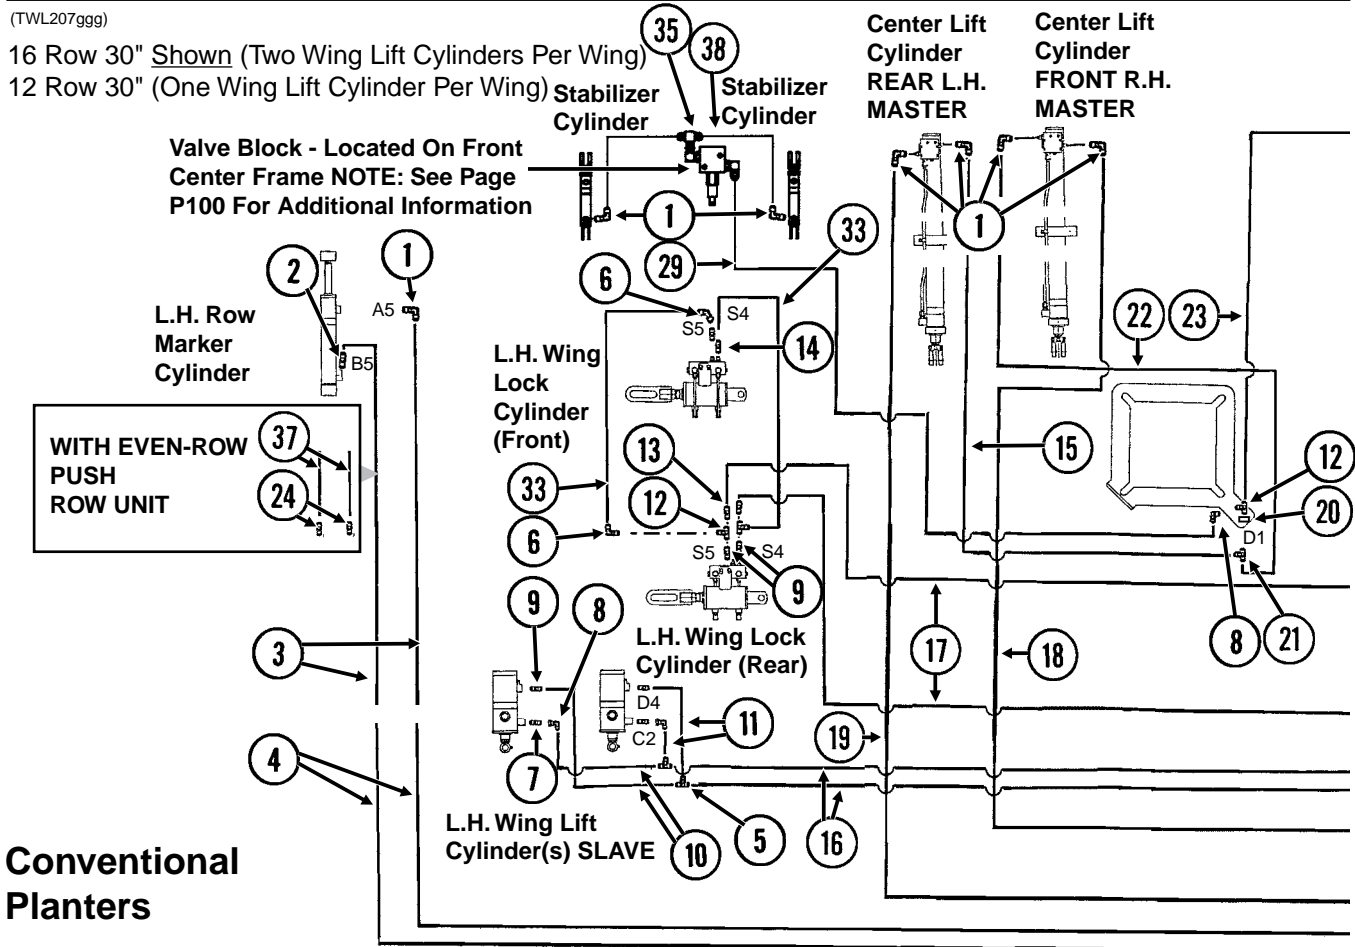 (TWL207ggg)
16 Row 30" Shown (Two Wing Lift Cylinders Per Wing)
12 Row 30" (One Wing Lift Cylinder Per Wing)
35
38
Stabilizer
Cylinder
Stabilizer
Cylinder
Center Lift
Cylinder
REAR L.H.
MASTER
Center Lift
Cylinder
FRONT R.H.
MASTER
Valve Block - Located On Front
Center Frame NOTE: See Page
P100 For Additional Information
1
1
33
29
2
1
A5
6
S4
S5
14
22
23
L.H. Row
Marker
Cylinder
B5
L.H. Wing
Lock
Cylinder
(Front)
WITH EVEN-ROW
PUSH
ROW UNIT
37
24
13
15
12
33
12
20
6
D1
S5
S4
9
8
9
L.H. Wing Lock
Cylinder (Rear)
17
18
8
21
3
D4
C2
11
19
4
7
L.H. Wing Lift
Cylinder(s) SLAVE
10
5
16
Conventional
Planters